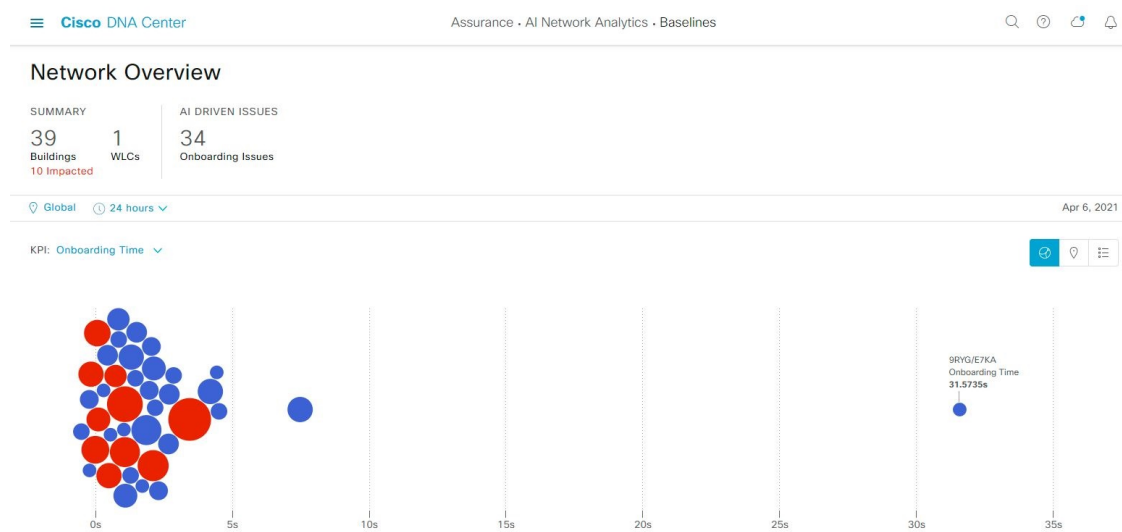 Cisco DNA Center
Assurance · AI Network Analytics · Baselines
Network Overview
SUMMARY
AI DRIVEN ISSUES
39
1
34
Buildings
WLCs
Onboarding Issues
10 Impacted
Global
24 hours
Apr 6, 2021
KPI: Onboarding Time
9RYG/E7KA
Onboarding Time
31.5735s
0s 5s 10s 15s 20s 25s 30s 35s